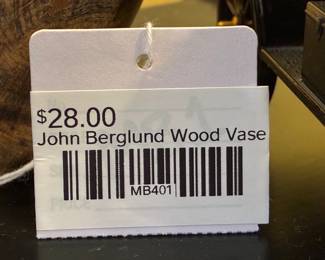 $28.00
John Berglund Wood Vase
MB401